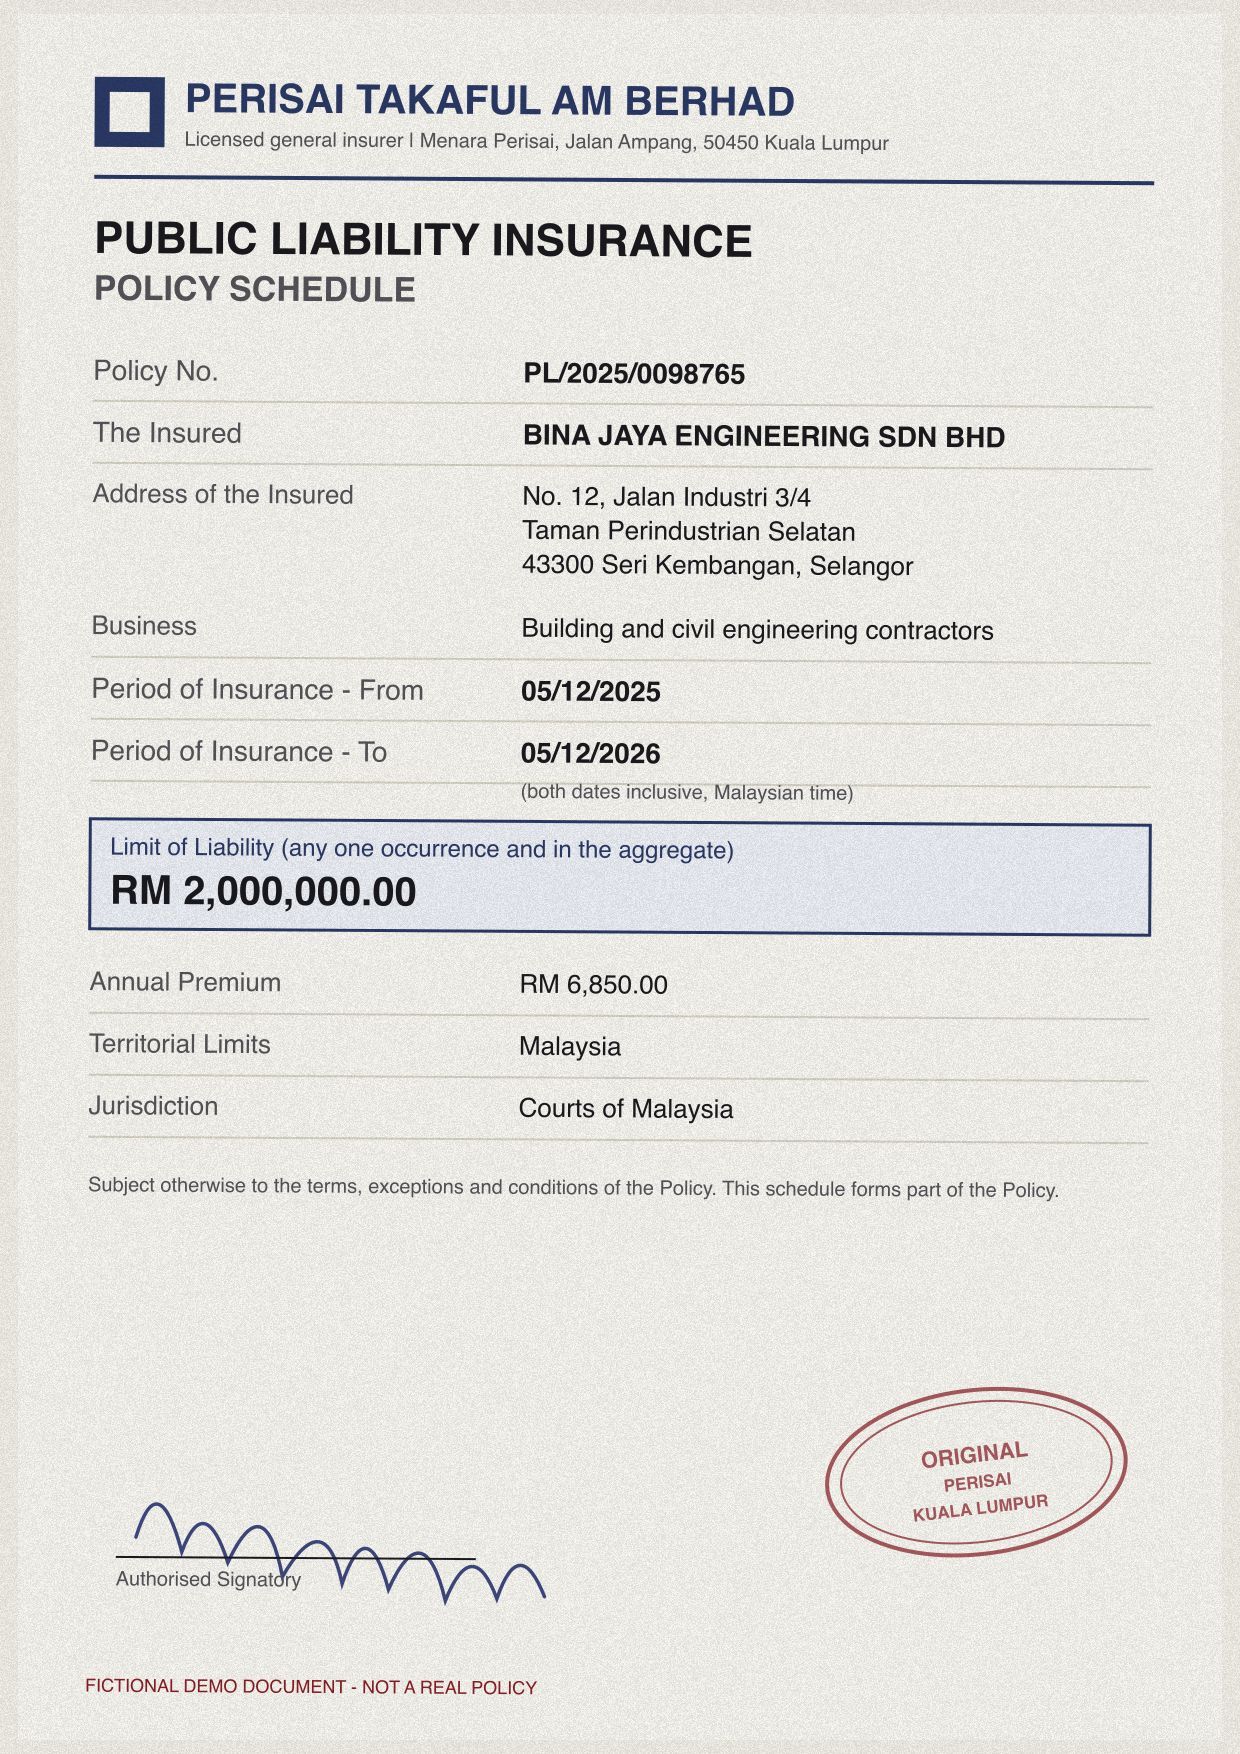 PERISAI TAKAFUL AM BERHAD
Licensed general insurer | Menara Perisai, Jalan Ampang, 50450 Kuala Lumpur
PUBLIC LIABILITY INSURANCE
POLICY SCHEDULE
Policy No. PL/2025/0098765
The Insured BINA JAYA ENGINEERING SDN BHD
Address of the Insured No. 12, Jalan Industri 3/4
Taman Perindustrian Selatan
43300 Seri Kembangan, Selangor
Business Building and civil engineering contractors
Period of Insurance - From 05/12/2025
Period of Insurance - To 05/12/2026
(both dates inclusive, Malaysian time)
Limit of Liability (any one occurrence and in the aggregate)
RM 2,000,000.00
Annual Premium RM 6,850.00
Territorial Limits Malaysia
Jurisdiction Courts of Malaysia
Subject otherwise to the terms, exceptions and conditions of the Policy. This schedule forms part of the Policy.
ORIGINAL
PERISAI
KUALA LUMPUR
Authorised Signatory
FICTIONAL DEMO DOCUMENT - NOT A REAL POLICY